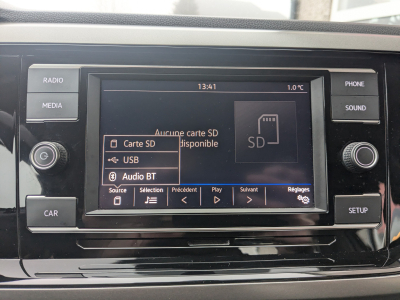 RADIO
MEDIA
CAR
13:41
1.0 °C
Aucune carte SD
disponible
SD
Carte SD
USB
Audio BT
Source
Sélection
Précédent
Play
Suivant
Réglages
PHONE
SOUND
SETUP